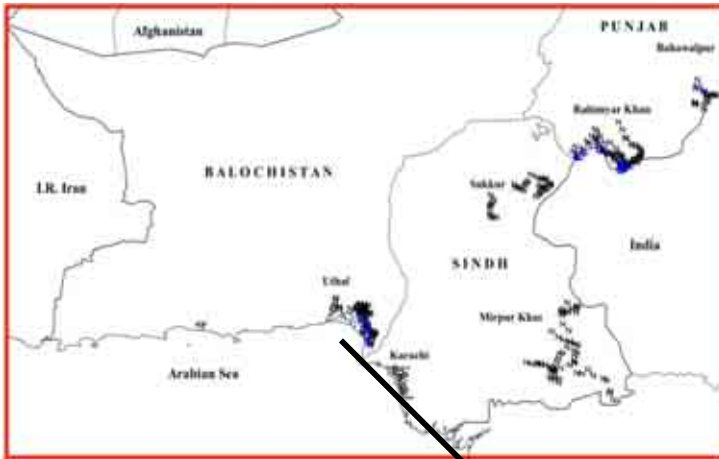 PUNJAB
Afghanistan
Bahawalpur
Rahimyar Khan
BALOCHISTAN
I.R. Iran
Sukkur
India
SINDH
Uthal
Mirpur Khas
Karachi
Arabian Sea